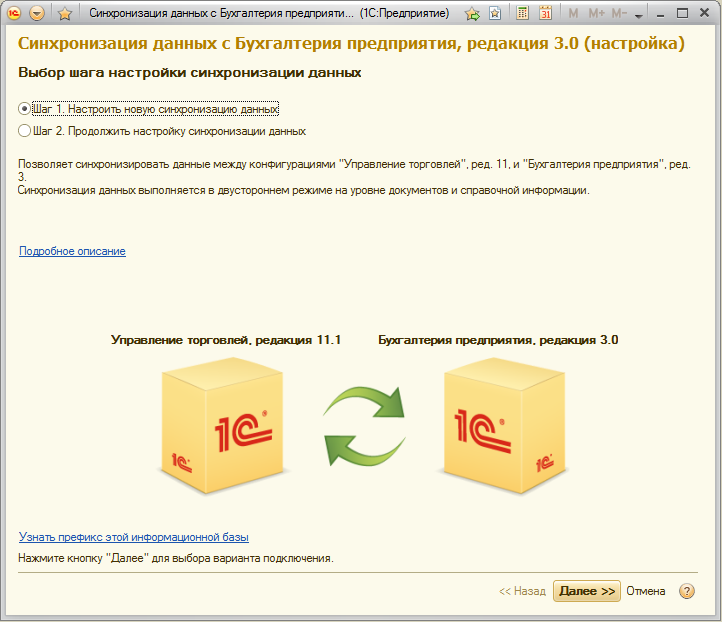 Синхронизация данных с Бухгалтерия предприяти... (1С:Предприятие)
31 M M+ M-
Синхронизация данных с Бухгалтерия предприятия, редакция 3.0 (настройка)
Выбор шага настройки синхронизации данных
Шаг 1. Настроить новую синхронизацию данных
Шаг 2. Продолжить настройку синхронизации данных
Позволяет синхронизировать данные между конфигурациями "Управление торговлей", ред. 11, и "Бухгалтерия предприятия", ред.
3.
Синхронизация данных выполняется в двустороннем режиме на уровне документов и справочной информации.
Подробное описание
Управление торговлей, редакция 11.1
Бухгалтерия предприятия, редакция 3.0
1С ®
1С
1С ®
1С
Узнать префикс этой информационной базы
Нажмите кнопку "Далее" для выбора варианта подключения.
<< Назад Далее >> Отмена ?